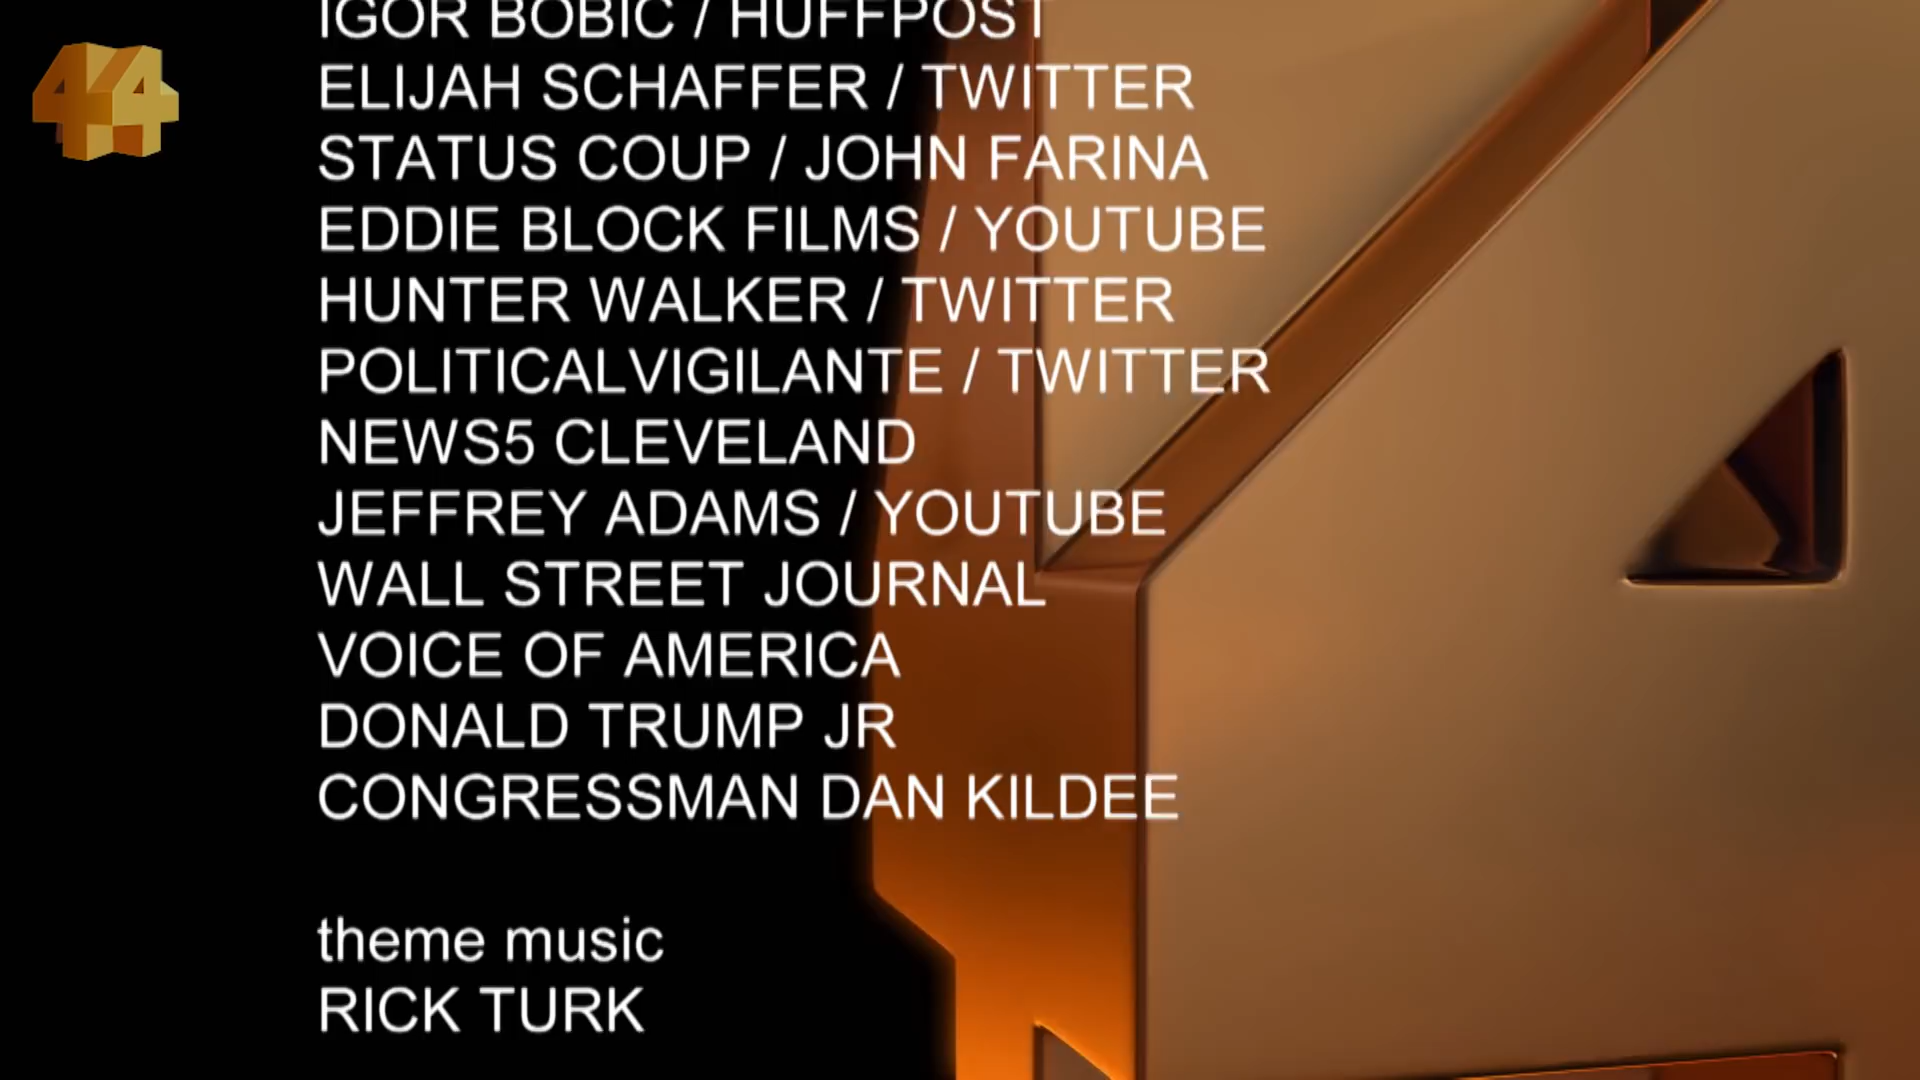 44
IGOR BOBIC / HUFFPOST
ELIJAH SCHAFFER / TWITTER
STATUS COUP / JOHN FARINA
EDDIE BLOCK FILMS / YOUTUBE
HUNTER WALKER / TWITTER
POLITICALVIGILANTE / TWITTER
NEWS5 CLEVELAND
JEFFREY ADAMS / YOUTUBE
WALL STREET JOURNAL
VOICE OF AMERICA
DONALD TRUMP JR
CONGRESSMAN DAN KILDEE
theme music
RICK TURK